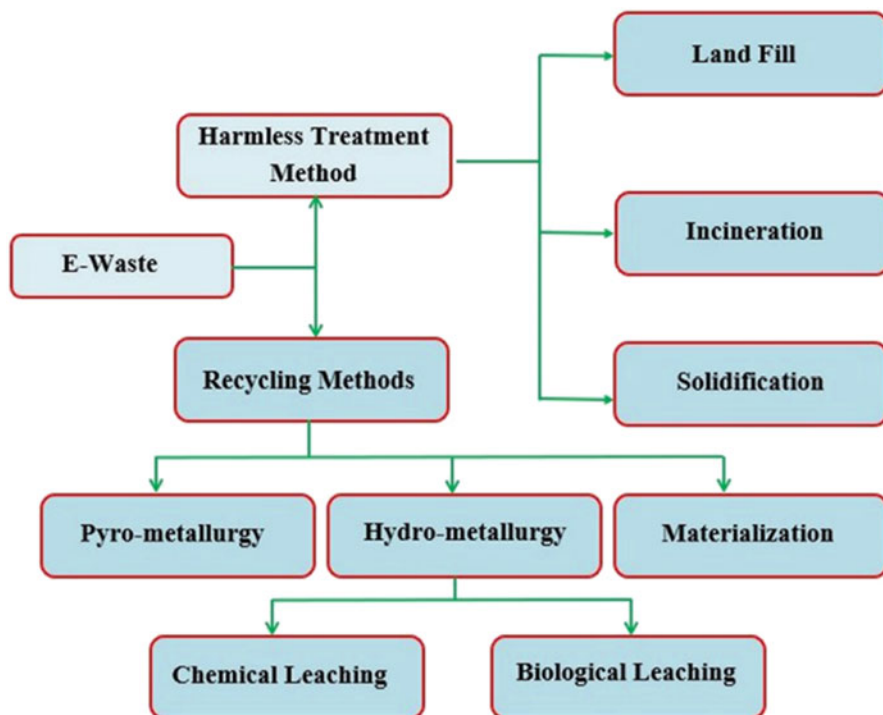 Land Fill
Harmless Treatment
Method
Incineration
E-Waste
Solidification
Recycling Methods
Pyro-metallurgy
Hydro-metallurgy
Materialization
Chemical Leaching
Biological Leaching